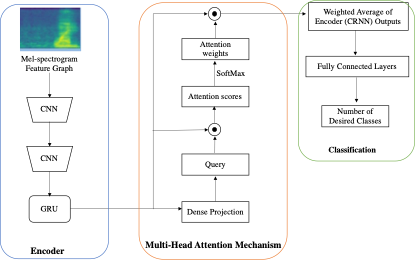 Mel-spectrogram
Feature Graph
CNN
CNN
GRU
Encoder
Attention
weights
SoftMax
Attention scores
Query
Dense Projection
Multi-Head Attention Mechanism
Weighted Average of
Encoder (CRNN) Outputs
Fully Connected Layers
Number of
Desired Classes
Classification